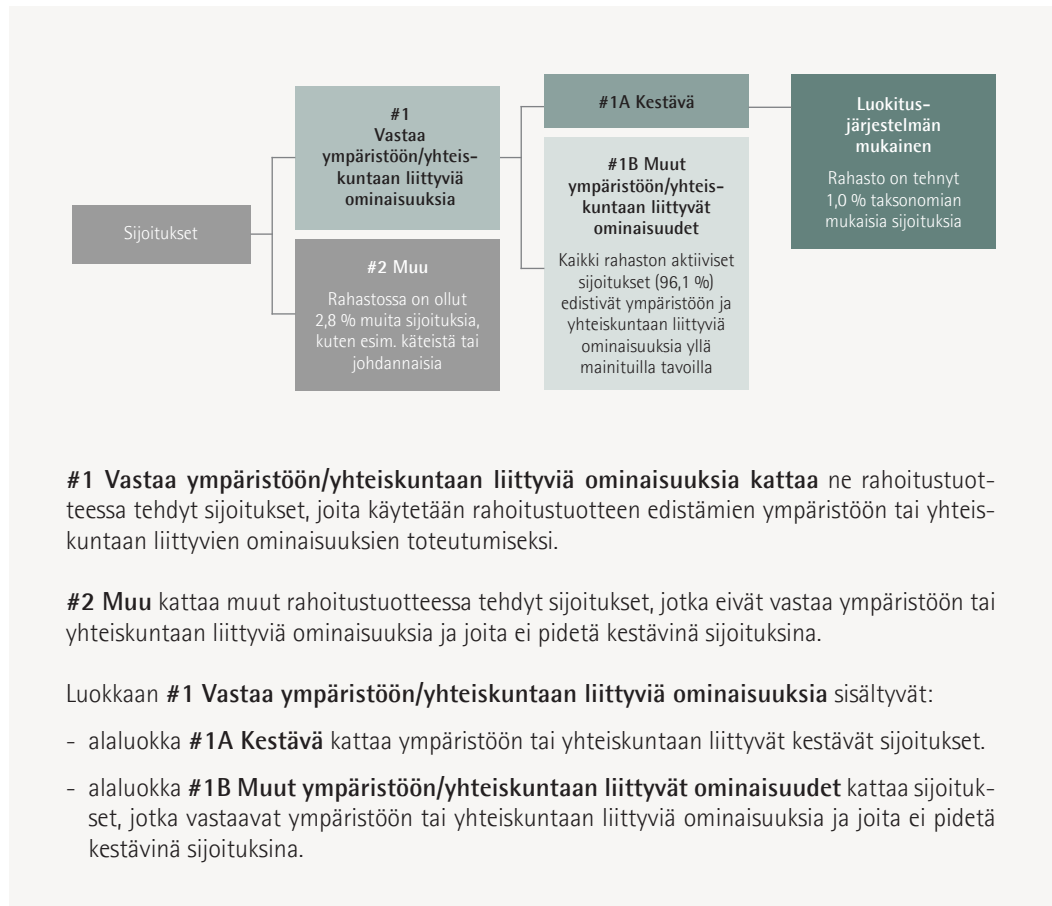 Sijoitukset
#1
Vastaa
ympäristöön/yhteis-
kuntaan liittyviä
ominaisuuksia
#2 Muu
Rahastossa on ollut
2,8 % muita sijoituksia,
kuten esim. käteistä tai
johdannaisia
#1A Kestävä
#1B Muut
ympäristöön/yhteis-
kuntaan liittyvät
ominaisuudet
Kaikki rahaston aktiiviset
sijoitukset (96,1 %)
edistivät ympäristöön ja
yhteiskuntaan liittyviä
ominaisuuksia yllä
mainituilla tavoilla
Luokitus-
järjestelmän
mukainen
Rahasto on tehnyt
1,0 % taksonomian
mukaisia sijoituksia
#1 Vastaa ympäristöön/yhteiskuntaan liittyviä ominaisuuksia kattaa ne rahoitustuot-
teessa tehdyt sijoitukset, joita käytetään rahoitustuotteen edistämien ympäristöön tai yhteis-
kuntaan liittyvien ominaisuuksien toteutumiseksi.
#2 Muu kattaa muut rahoitustuotteessa tehdyt sijoitukset, jotka eivät vastaa ympäristöön tai
yhteiskuntaan liittyviä ominaisuuksia ja joita ei pidetä kestävinä sijoituksina.
Luokkaan #1 Vastaa ympäristöön/yhteiskuntaan liittyviä ominaisuuksia sisältyvät:
- alaluokka #1A Kestävä kattaa ympäristöön tai yhteiskuntaan liittyvät kestävät sijoitukset.
- alaluokka #1B Muut ympäristöön/yhteiskuntaan liittyvät ominaisuudet kattaa sijoituk-
set, jotka vastaavat ympäristöön tai yhteiskuntaan liittyviä ominaisuuksia ja joita ei pidetä
kestävinä sijoituksina.